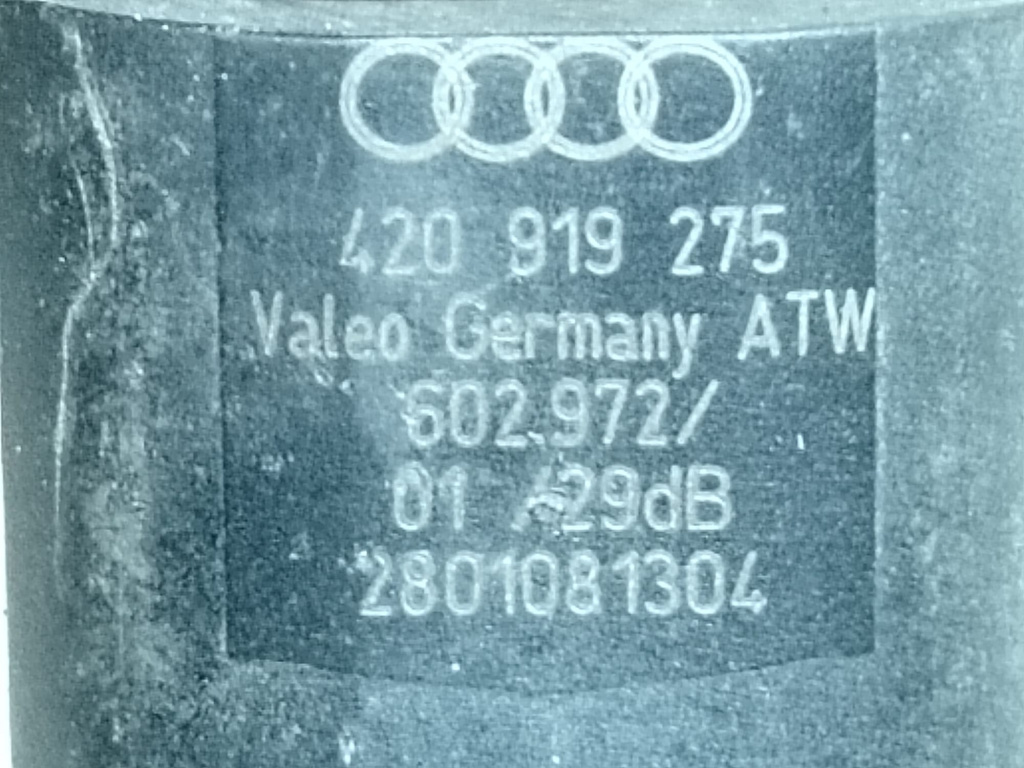 420 919 275
Valeo Germany ATW
602.972/
01 /29dB
2801081304